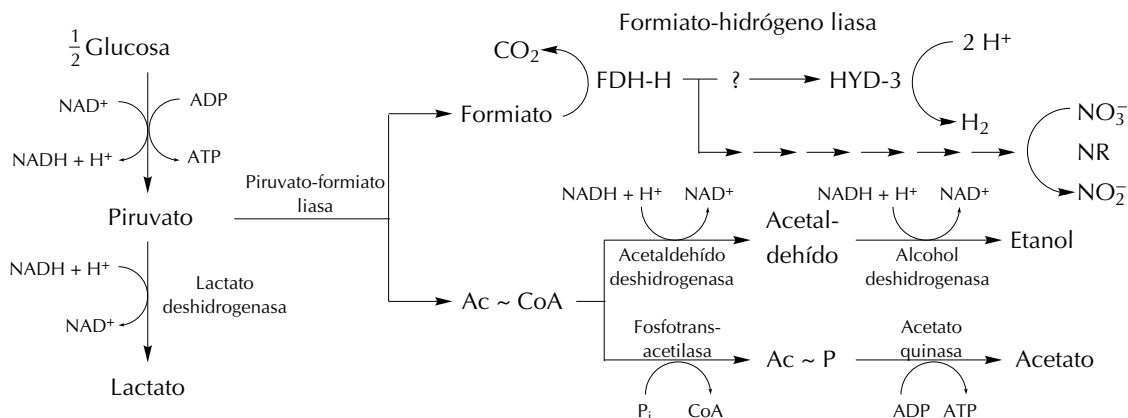 Formiato-hidrógeno liasa
½ Glucosa
CO₂
2 H⁺
FDH-H
?
HYD-3
NAD⁺
ADP
Formiato
H₂
NO₃⁻
NADH + H⁺
ATP
NR
Piruvato-formiato
liasa
NADH + H⁺
NAD⁺
NADH + H⁺
NAD⁺
NO₂⁻
Piruvato
Acetal-
dehído
Etanol
Acetaldehído
deshidrogenasa
Alcohol
deshidrogenasa
NADH + H⁺
Lactato
deshidrogenasa
Ac ~ CoA
NAD⁺
Fosfotrans-
acetilasa
Acetato
quinasa
Ac ~ P
Acetato
Lactato
Pᵢ
CoA
ADP
ATP